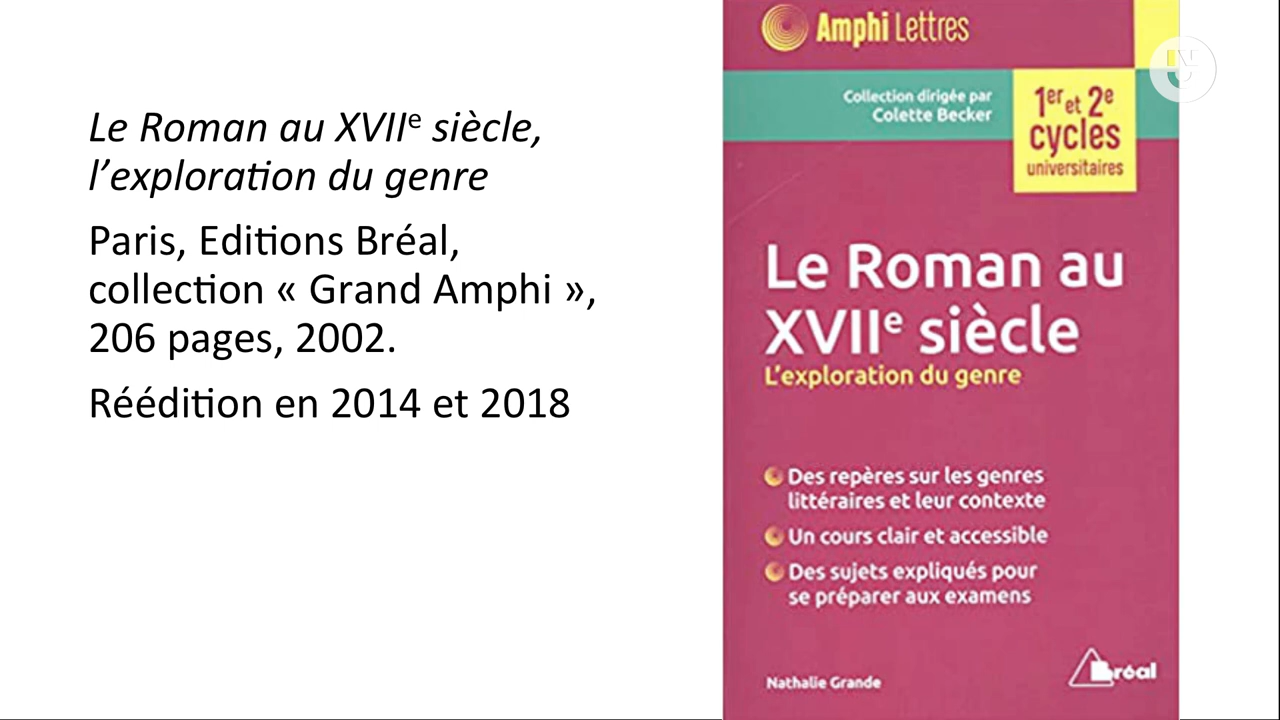 Le Roman au XVIIe siècle,
l’exploration du genre
Paris, Editions Bréal,
collection « Grand Amphi »,
206 pages, 2002.
Réédition en 2014 et 2018
Amphi Lettres
Collection dirigée par
Colette Becker
1er et 2e
cycles
universitaires
Le Roman au
XVIIe siècle
L'exploration du genre
Des repères sur les genres
littéraires et leur contexte
Un cours clair et accessible
Des sujets expliqués pour
se préparer aux examens
Nathalie Grande
Bréal